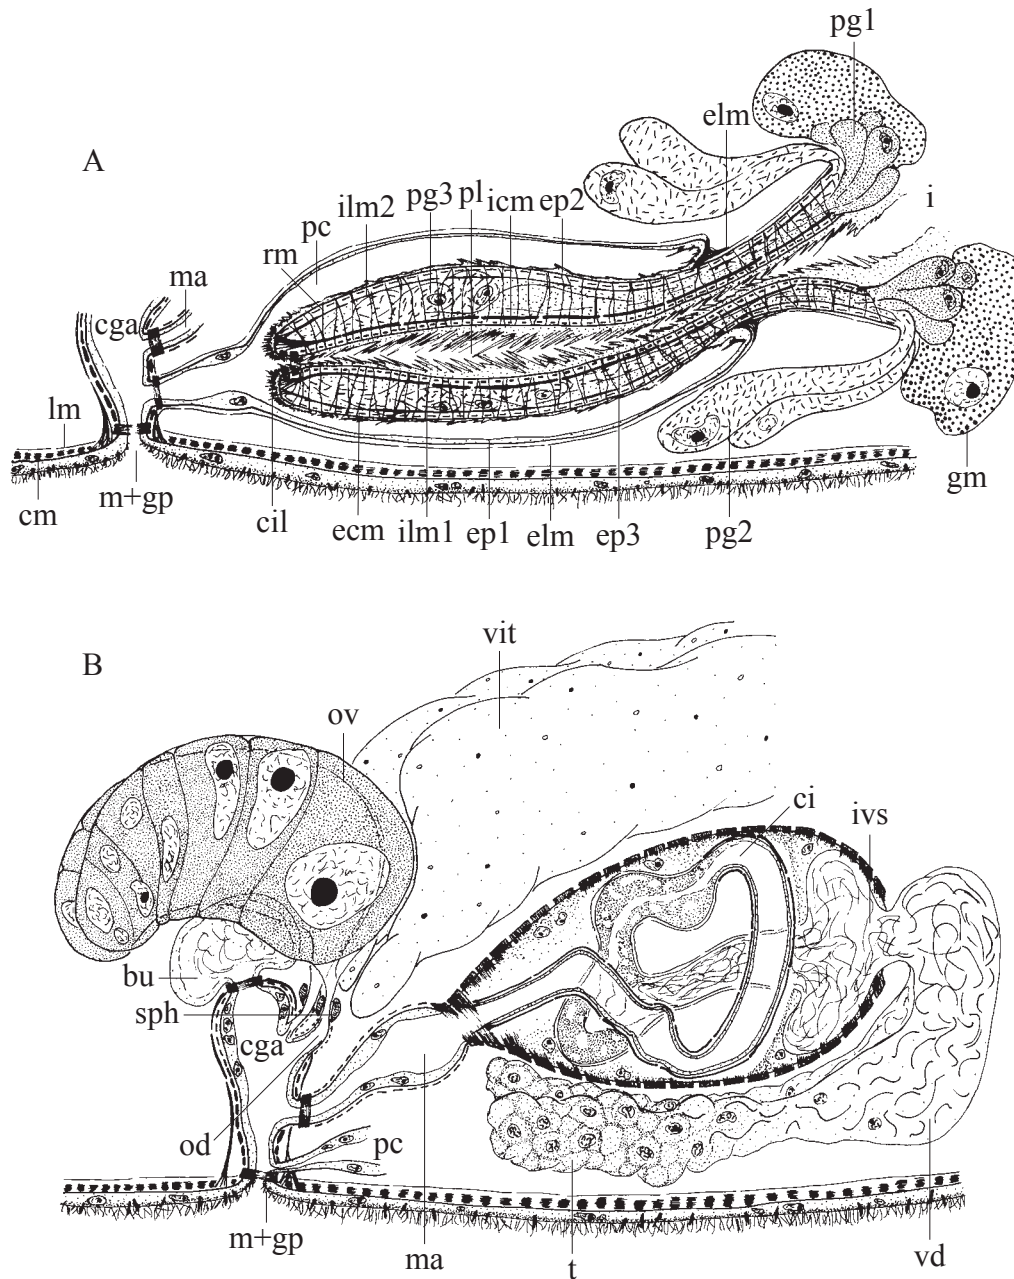 pg1
elm
A
pg3 pl icm ep2
ilm2
i
pc
rm
ma
cga
lm
gm
m+gp
cm
cil
ecm ilm1 ep1 elm ep3 pg2
vit
B
ov
ci
ivs
bu
sph
cga
od
pc
m+gp
ma
t
vd